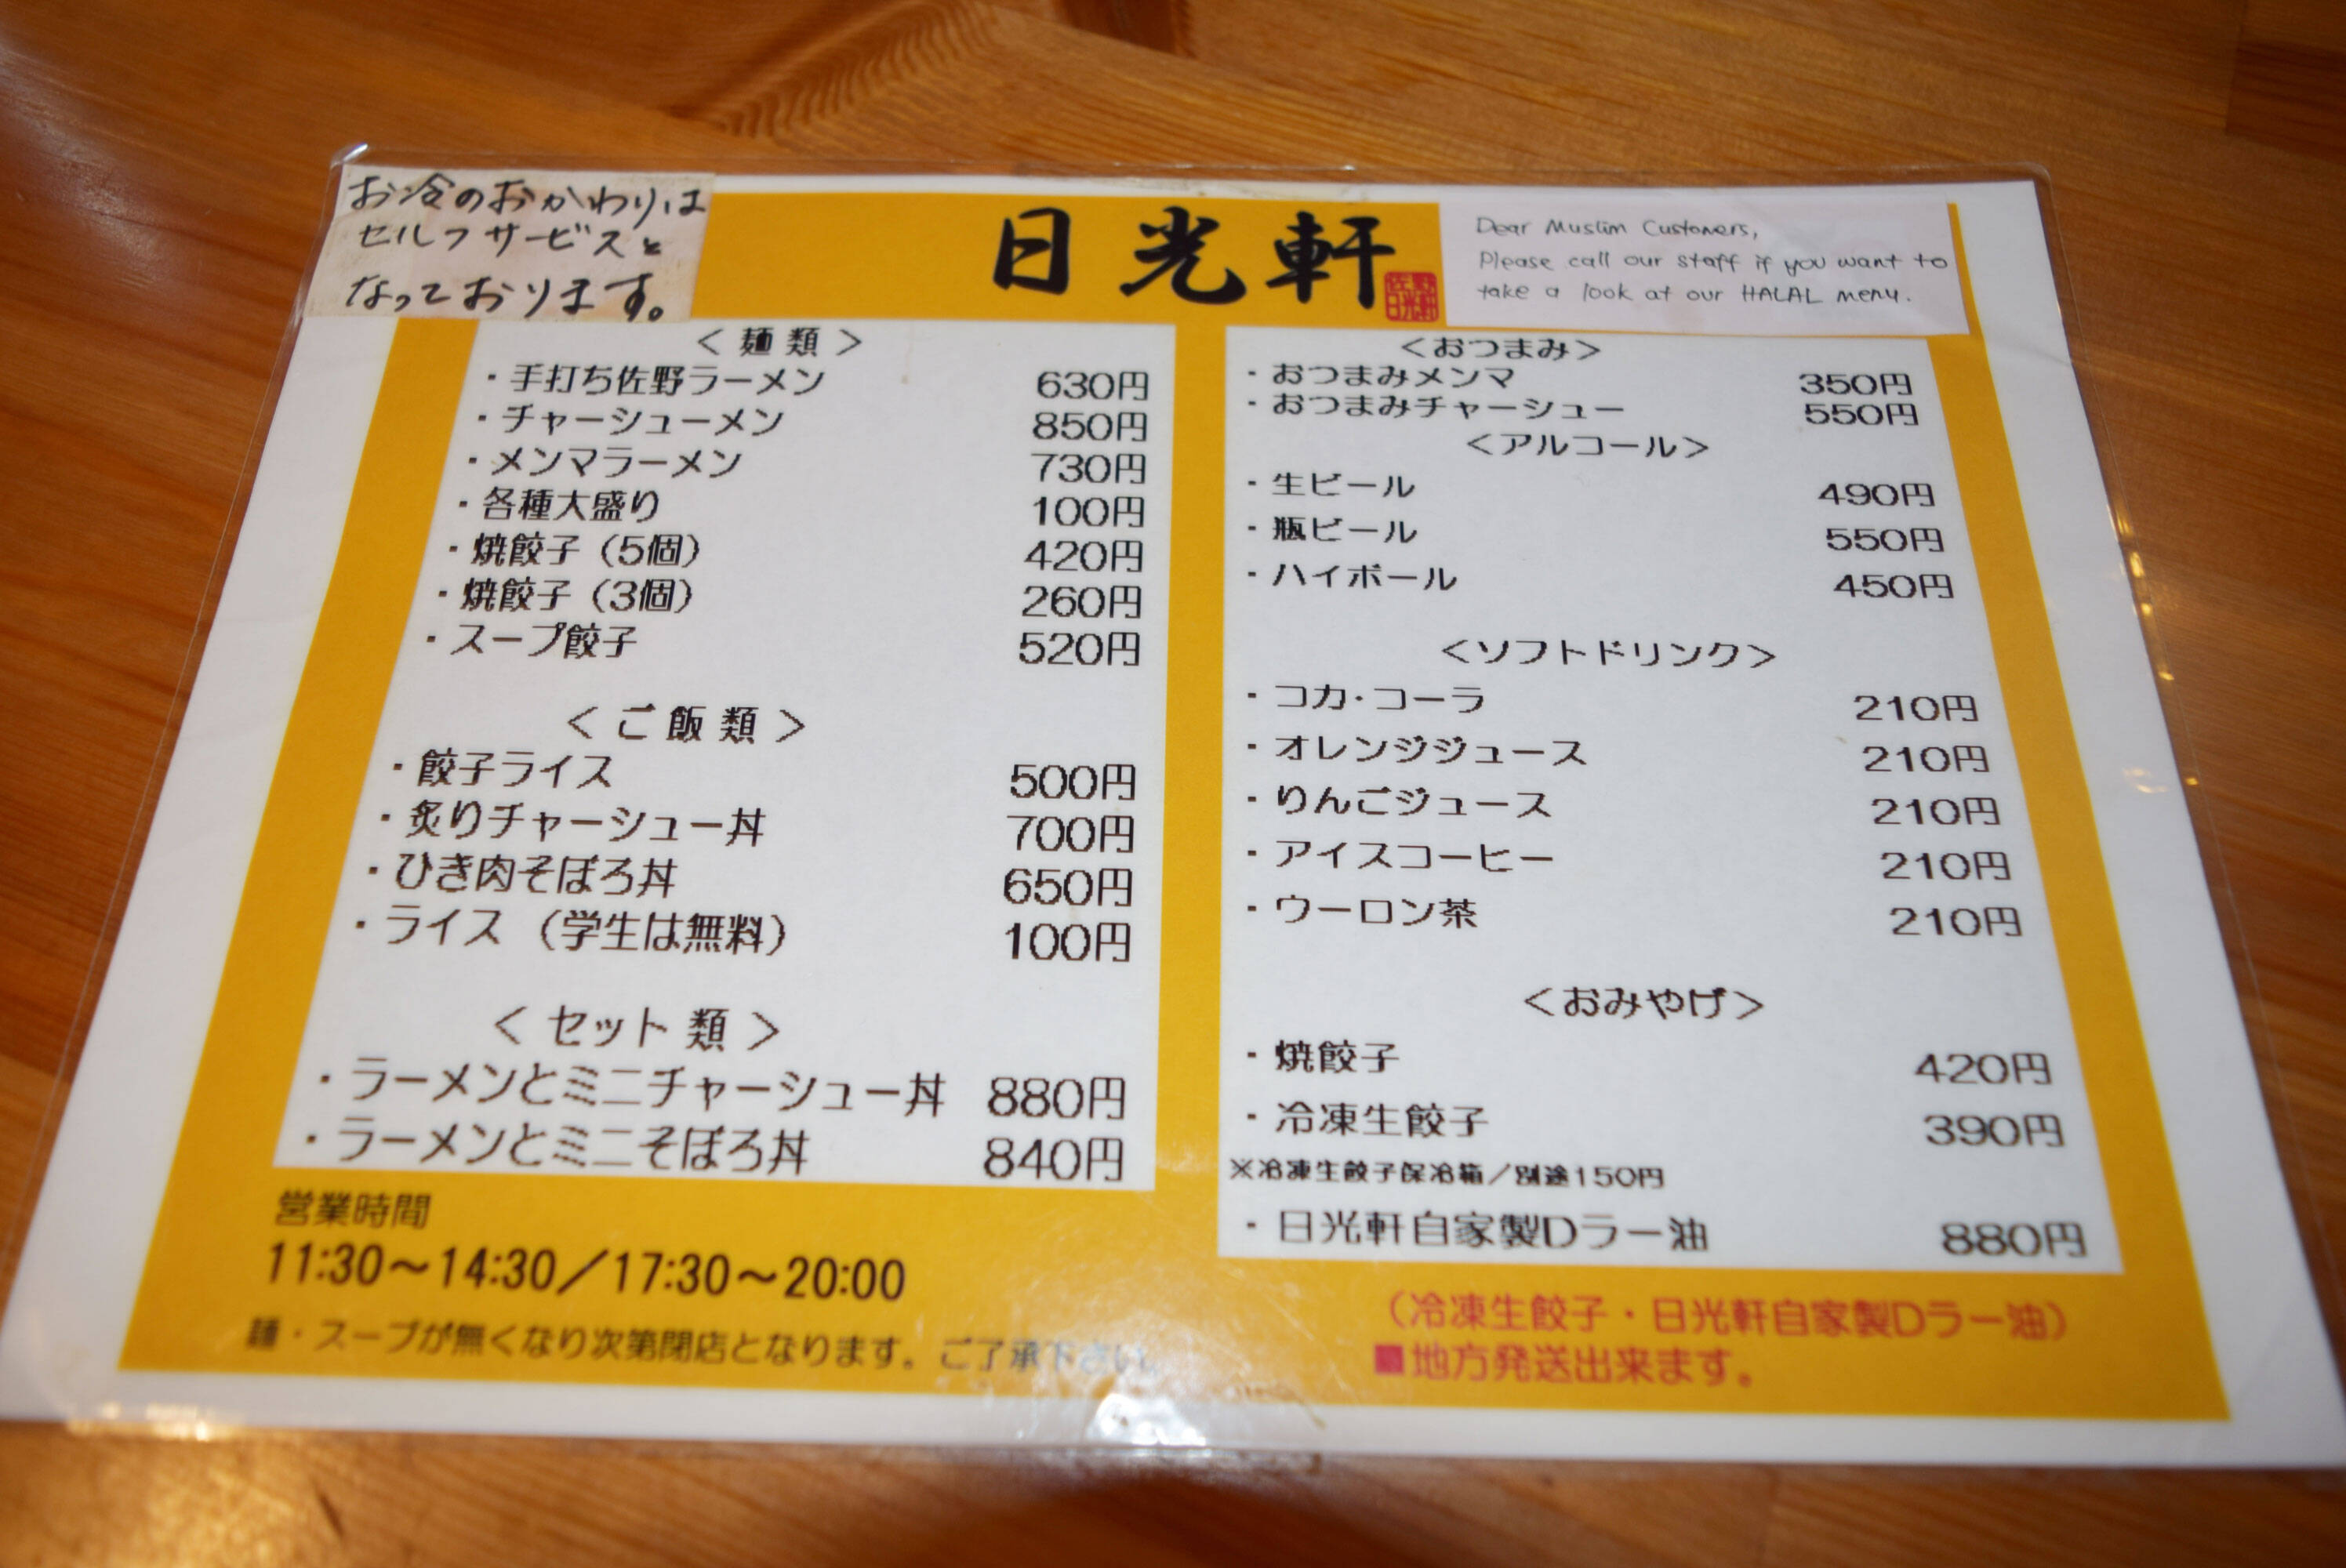 お冷のおかわりは
セルフサービスと
なっております。
日光軒
佐野
日光軒
Dear Muslim Customers,
Please call our staff if you want to
take a look at our HALAL menu.
＜麺類＞
・手打ち佐野ラーメン 630円
・チャーシューメン 850円
・メンマラーメン 730円
・各種大盛り 100円
・焼餃子（5個） 420円
・焼餃子（3個） 260円
・スープ餃子 520円
＜ご飯類＞
・餃子ライス 500円
・炙りチャーシュー丼 700円
・ひき肉そぼろ丼 650円
・ライス（学生は無料） 100円
＜セット類＞
・ラーメンとミニチャーシュー丼 880円
・ラーメンとミニそぼろ丼 840円
営業時間
11:30～14:30／17:30～20:00
麺・スープが無くなり次第閉店となります。ご了承下さい。
＜おつまみ＞
・おつまみメンマ 350円
・おつまみチャーシュー 550円
＜アルコール＞
・生ビール 490円
・瓶ビール 550円
・ハイボール 450円
＜ソフトドリンク＞
・コカ・コーラ 210円
・オレンジジュース 210円
・りんごジュース 210円
・アイスコーヒー 210円
・ウーロン茶 210円
＜おみやげ＞
・焼餃子 420円
・冷凍生餃子 390円
※冷凍生餃子保冷箱／別途150円
・日光軒自家製Dラー油 880円
（冷凍生餃子・日光軒自家製Dラー油）
■地方発送出来ます。